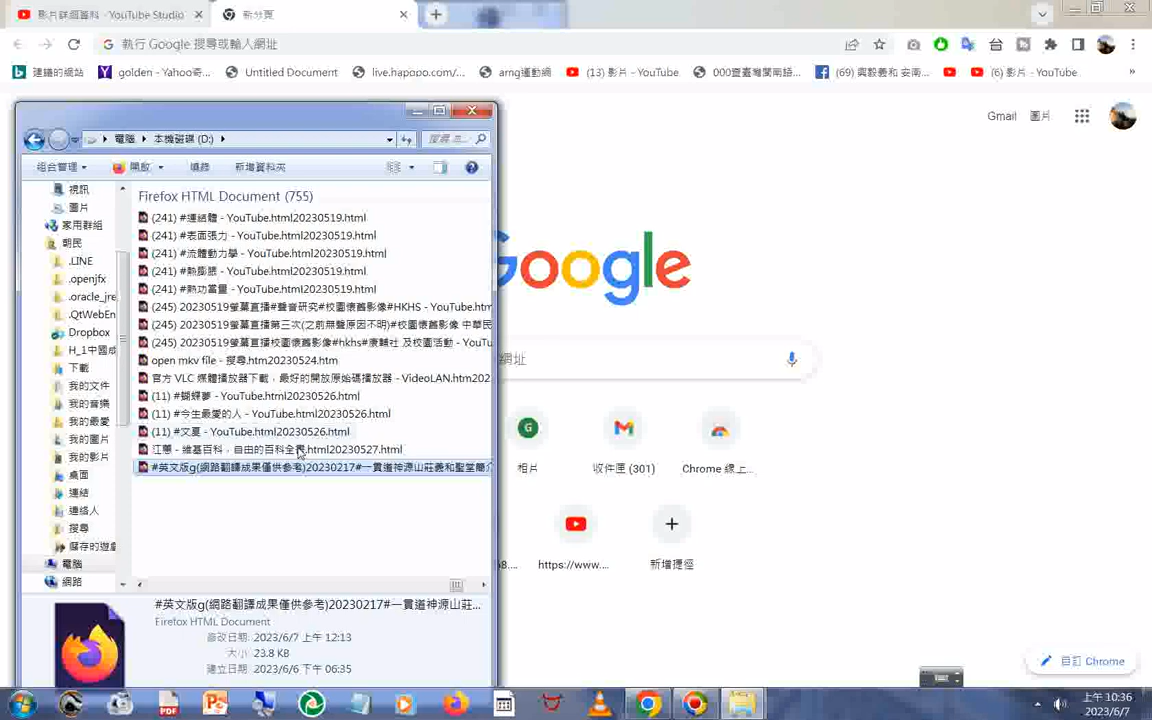 影片詳細資料 - YouTube Studio
新分頁
執行 Google 搜尋或輸入網址
建議的網站
golden - Yahoo奇...
Untitled Document
live.hapopo.com/...
arng運動網
(13) 影片 - YouTube
000壹臺灣閩南語...
(69) 興毅義和 安南...
(6) 影片 - YouTube
»
電腦
本機磁碟 (D:)
組合管理
開啟
燒錄
新增資料夾
視訊
圖片
家用群組
朝民
.LINE
.openjfx
.oracle_jre
.QtWebEn
Dropbox
H_1中國
下載
我的文件
我的音樂
我的最愛
我的圖片
我的影片
桌面
連結
連絡人
搜尋
儲存的遊戲
電腦
網路
Firefox HTML Document (755)
(241) #連結體 - YouTube.html20230519.html
(241) #表面張力 - YouTube.html20230519.html
(241) #流體動力學 - YouTube.html20230519.html
(241) #熱膨脹 - YouTube.html20230519.html
(241) #熱功當量 - YouTube.html20230519.html
(245) 20230519螢幕直播#聲音研究#校園懷舊影像#HKHS - YouTube.htm
(245) 20230519螢幕直播第三次(之前無聲原因不明)#校園懷舊影像 中華民
(245) 20230519螢幕直播#校園懷舊影像#hkhs#康輔社 及校園活動 - YouTu
open mkv file - 搜尋.htm20230524.htm
官方 VLC 媒體播放器下載，最好的開放原始碼播放器 - VideoLAN.htm202
(11) #蝴蝶夢 - YouTube.html20230526.html
(11) #今生最愛的人 - YouTube.html20230526.html
(11) #文夏 - YouTube.html20230526.html
江蕙 - 維基百科，自由的百科全書.html20230527.html
#英文版g(網路翻譯成果僅供參考)20230217#一貫道神源山莊義和聖堂簡介
#英文版g(網路翻譯成果僅供參考)20230217#一貫道神源山莊...
Firefox HTML Document
修改日期: 2023/6/7 上午 12:13
大小: 23.8 KB
建立日期: 2023/6/6 下午 06:35
Gmail
圖片
Google
網址
相片
收件匣 (301)
Chrome 線上...
68....
https://www....
新增捷徑
自訂 Chrome
PDF
上午 10:36
2023/6/7